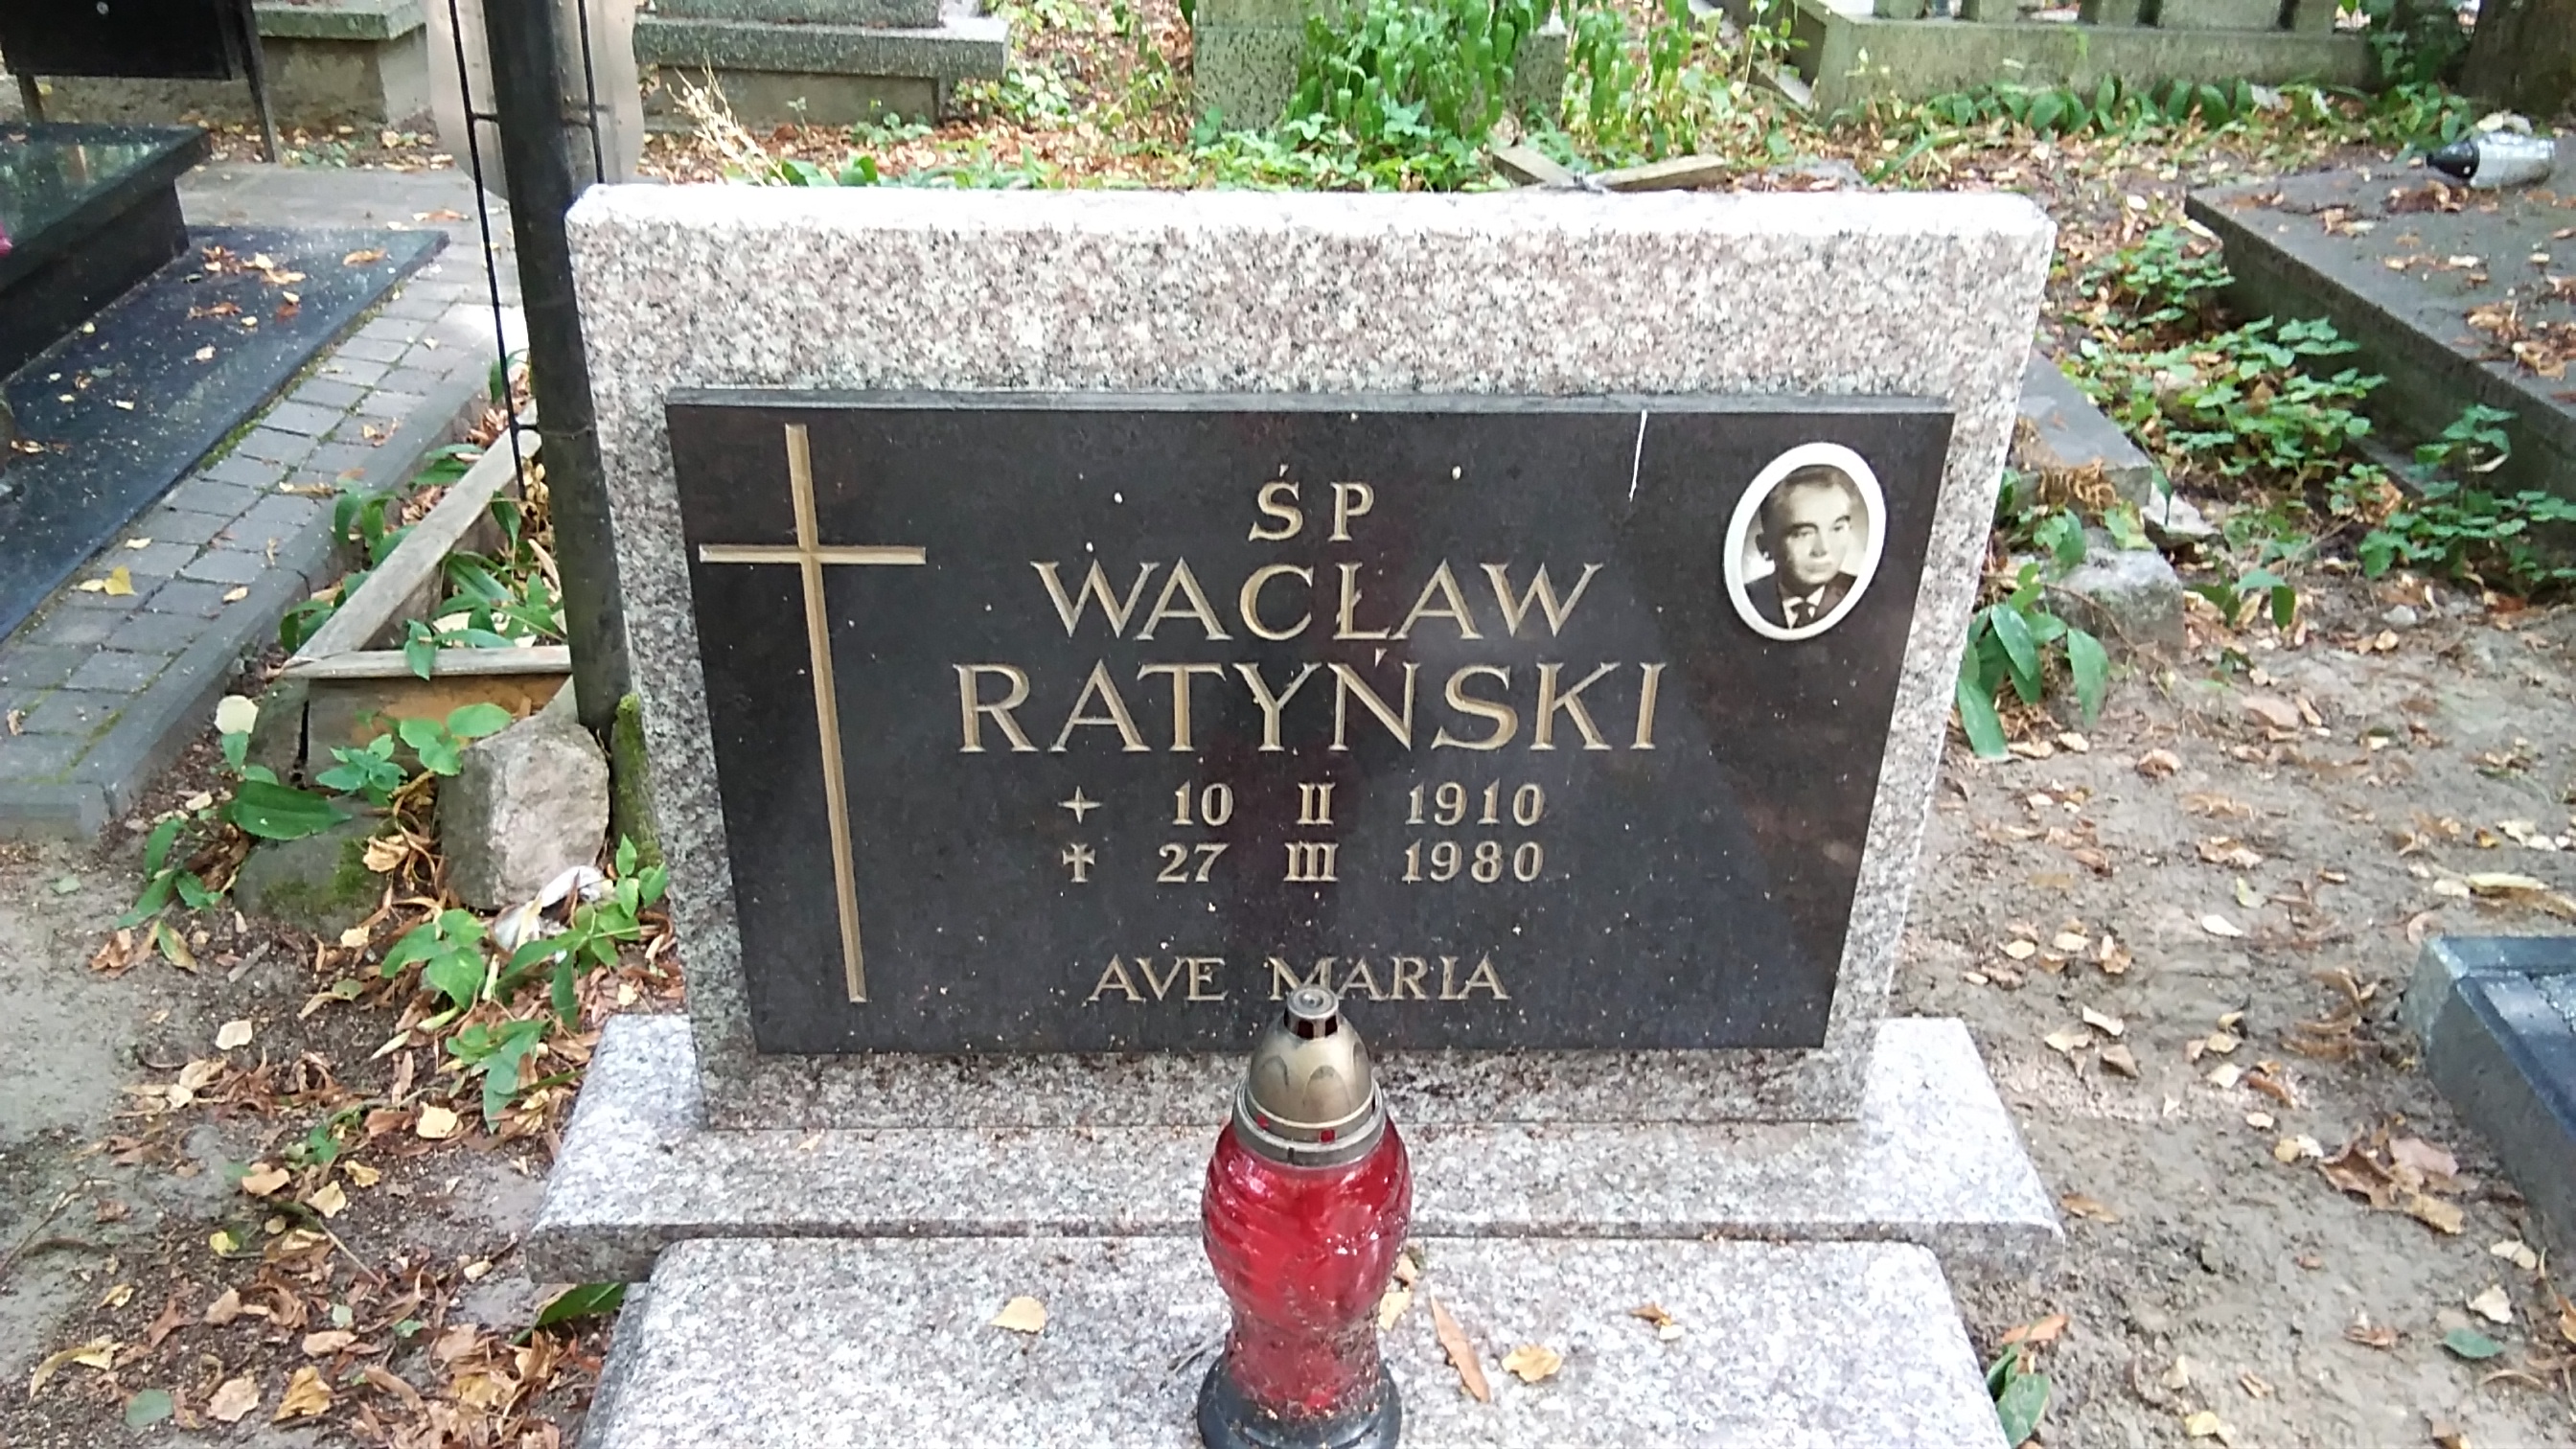 ŚP
WACŁAW
RATYŃSKI
10 II 1910
✝ 27 III 1980
AVE MARIA